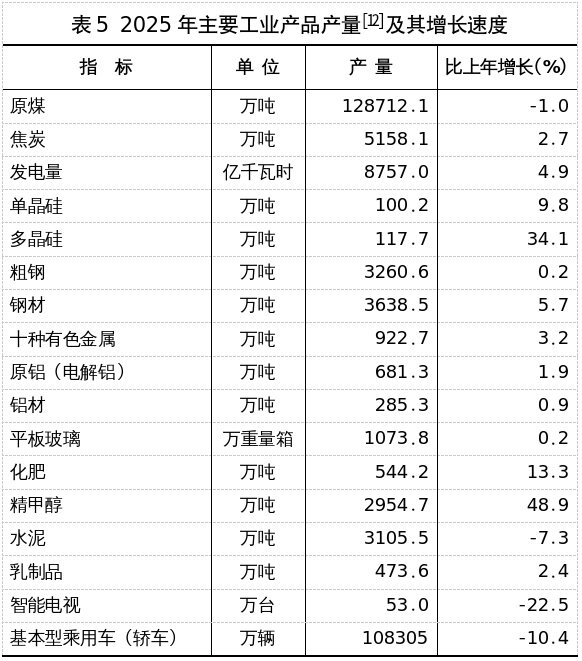 表 5 2025 年主要工业产品产量[12]及其增长速度
指 标 单 位 产 量 比上年增长(%)
原煤 万吨 128712.1 -1.0
焦炭 万吨 5158.1 2.7
发电量 亿千瓦时 8757.0 4.9
单晶硅 万吨 100.2 9.8
多晶硅 万吨 117.7 34.1
粗钢 万吨 3260.6 0.2
钢材 万吨 3638.5 5.7
十种有色金属 万吨 922.7 3.2
原铝（电解铝） 万吨 681.3 1.9
铝材 万吨 285.3 0.9
平板玻璃 万重量箱 1073.8 0.2
化肥 万吨 544.2 13.3
精甲醇 万吨 2954.7 48.9
水泥 万吨 3105.5 -7.3
乳制品 万吨 473.6 2.4
智能电视 万台 53.0 -22.5
基本型乘用车（轿车） 万辆 108305 -10.4